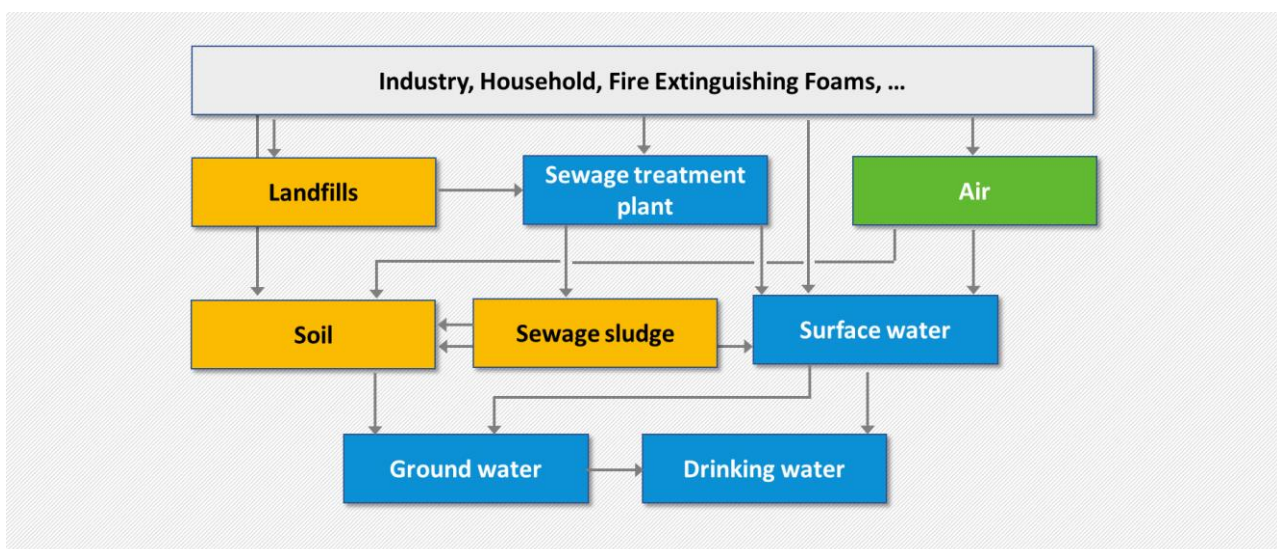 Industry, Household, Fire Extinguishing Foams, ...
Landfills
Sewage treatment
plant
Air
Soil
Sewage sludge
Surface water
Ground water
Drinking water